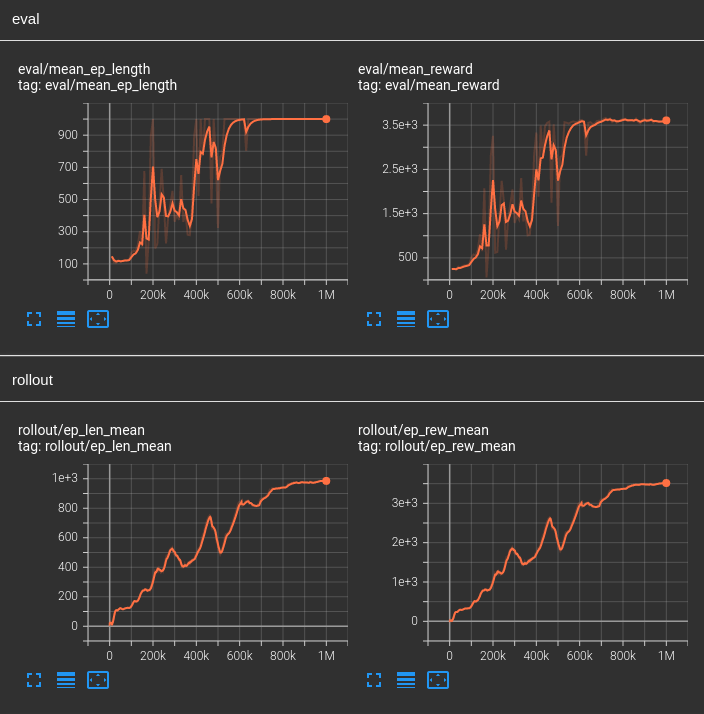 eval
eval/mean_ep_length
tag: eval/mean_ep_length
900
700
500
300
100
0 200k 400k 600k 800k 1M
eval/mean_reward
tag: eval/mean_reward
3.5e+3
2.5e+3
1.5e+3
500
0 200k 400k 600k 800k 1M
rollout
rollout/ep_len_mean
tag: rollout/ep_len_mean
1e+3
800
600
400
200
0
0 200k 400k 600k 800k 1M
rollout/ep_rew_mean
tag: rollout/ep_rew_mean
3e+3
2e+3
1e+3
0
0 200k 400k 600k 800k 1M